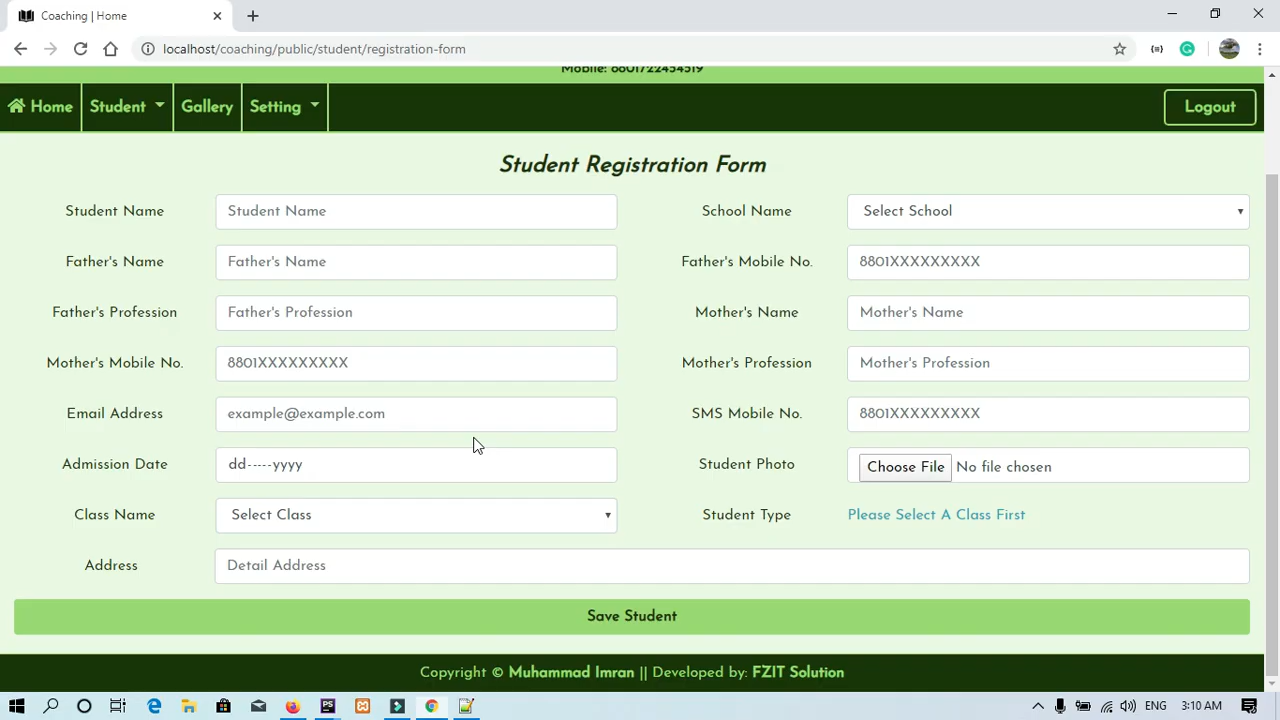 Coaching | Home
localhost/coaching/public/student/registration-form
Mobile: 8801722454519
Home Student Gallery Setting Logout
Student Registration Form
Student Name Student Name School Name Select School
Father's Name Father's Name Father's Mobile No. 8801XXXXXXXXX
Father's Profession Father's Profession Mother's Name Mother's Name
Mother's Mobile No. 8801XXXXXXXXX Mother's Profession Mother's Profession
Email Address example@example.com SMS Mobile No. 8801XXXXXXXXX
Admission Date dd-----yyyy Student Photo Choose File No file chosen
Class Name Select Class Student Type Please Select A Class First
Address Detail Address
Save Student
Copyright © Muhammad Imran || Developed by: FZIT Solution
ENG 3:10 AM